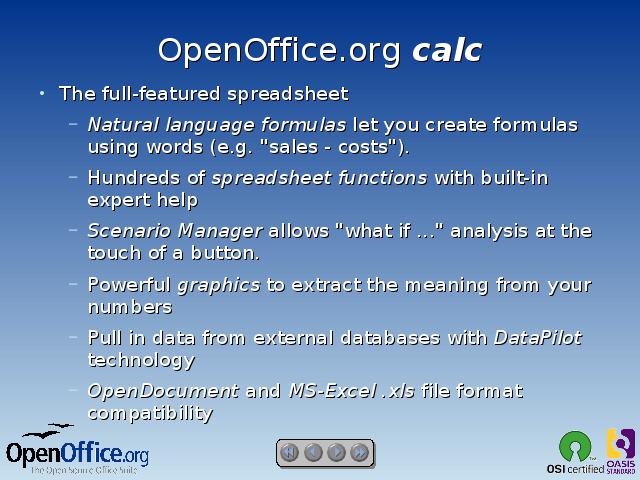 OpenOffice.org calc
• The full-featured spreadsheet
– Natural language formulas let you create formulas
using words (e.g. "sales - costs").
– Hundreds of spreadsheet functions with built-in
expert help
– Scenario Manager allows "what if ..." analysis at the
touch of a button.
– Powerful graphics to extract the meaning from your
numbers
– Pull in data from external databases with DataPilot
technology
– OpenDocument and MS-Excel .xls file format
compatibility
OpenOffice.org
The Open Source Office Suite
OSI certified
OASIS
STANDARD